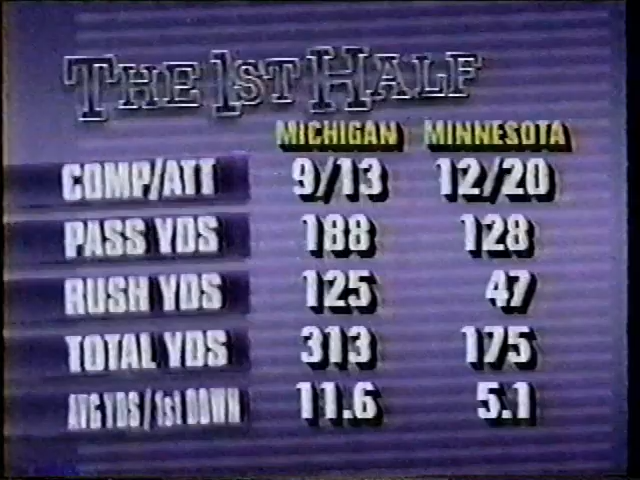 THE 1ST HALF
MICHIGAN MINNESOTA
COMP/ATT 9/13 12/20
PASS YDS 188 128
RUSH YDS 125 47
TOTAL YDS 313 175
AVG YDS/1st DOWN 11.6 5.1